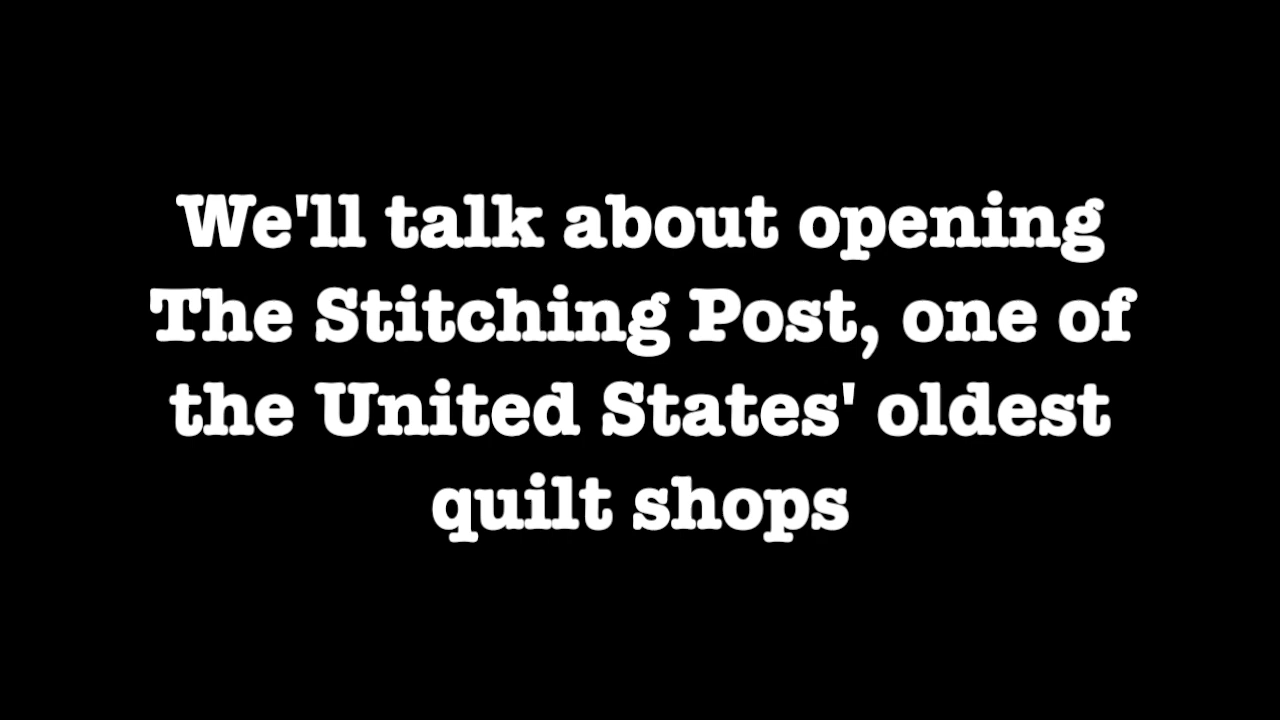 We'll talk about opening
The Stitching Post, one of
the United States' oldest
quilt shops